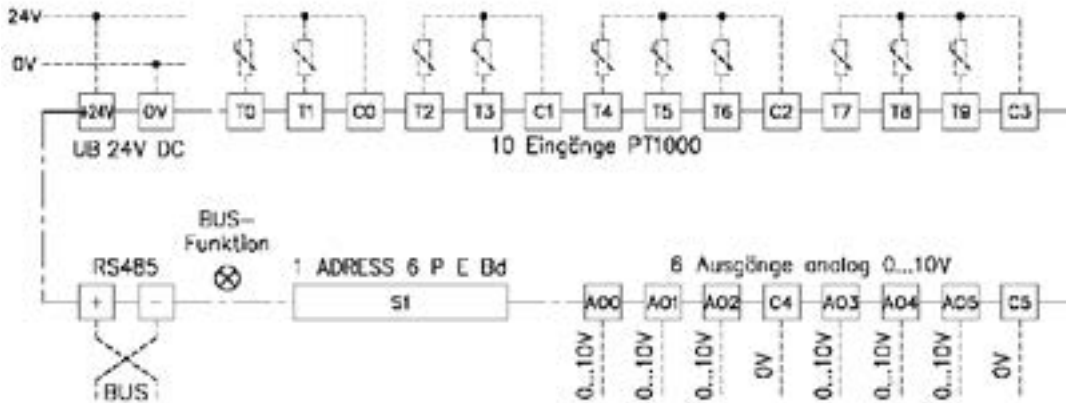 24V
0V
+24V 0V T0 T1 C0 T2 T3 C1 T4 T5 T6 C2 T7 T8 T9 C3
UB 24V DC
10 Eingänge PT1000
BUS-
Funktion
RS485
1 ADRESS 6 P E Bd
6 Ausgänge analog 0...10V
+ - S1 AO0 AO1 AO2 C4 AO3 AO4 AO5 C5
0...10V 0...10V 0...10V 0V 0...10V 0...10V 0...10V 0V
BUS